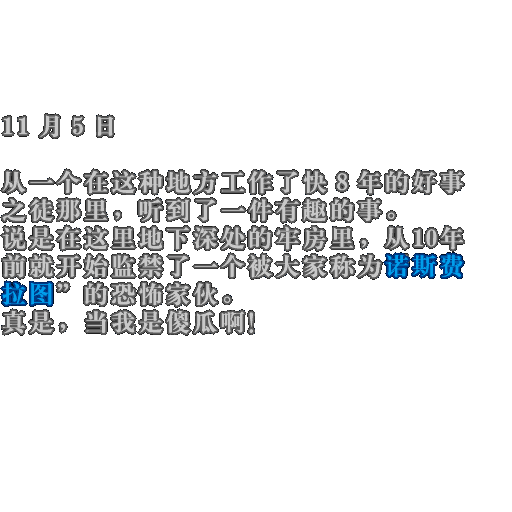 11 月 5 日
从一个在这种地方工作了快 8 年的好事
之徒那里，听到了一件有趣的事。
说是在这里地下深处的牢房里，从10年
前就开始监禁了一个被大家称为诺斯费
拉图” 的恐怖家伙。
真是，当我是傻瓜啊!